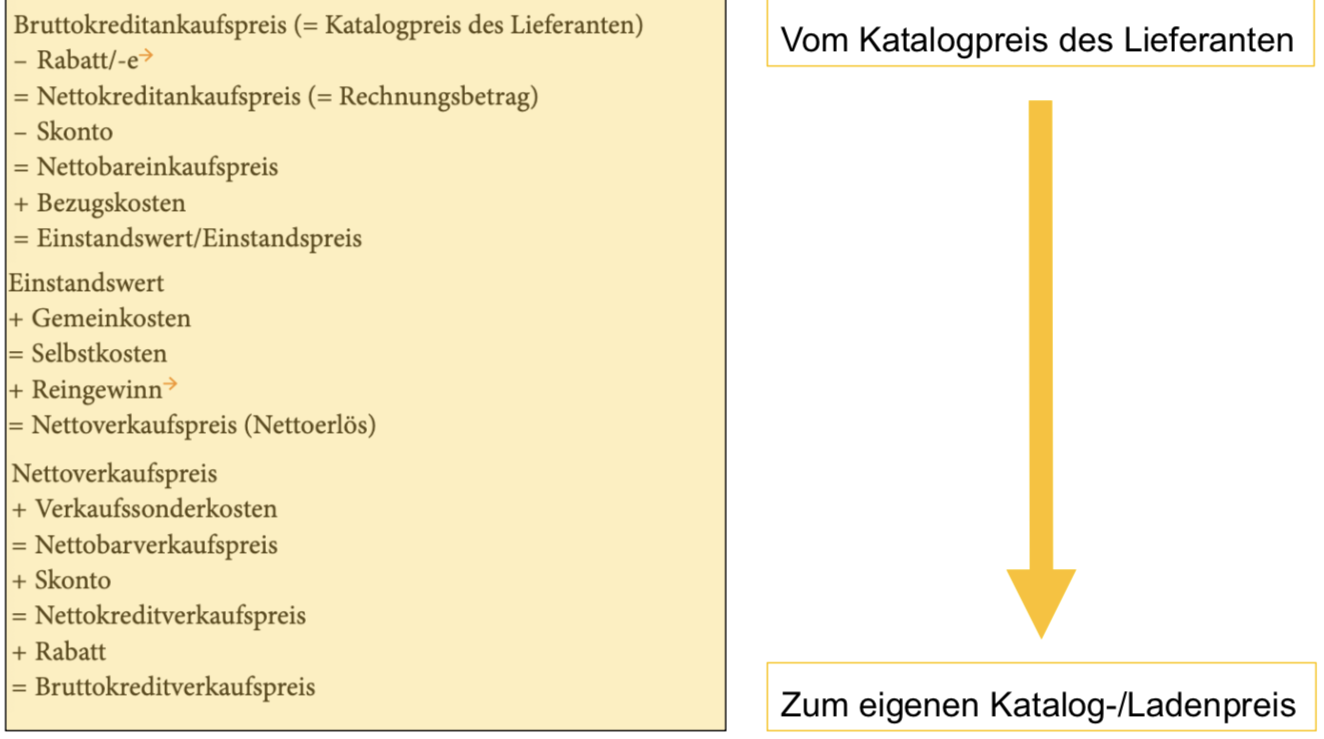 Bruttokreditankaufspreis (= Katalogpreis des Lieferanten)
– Rabatt/-e→
= Nettokreditankaufspreis (= Rechnungsbetrag)
– Skonto
= Nettobareinkaufspreis
+ Bezugskosten
= Einstandswert/Einstandspreis
Einstandswert
+ Gemeinkosten
= Selbstkosten
+ Reingewinn→
= Nettoverkaufspreis (Nettoerlös)
Nettoverkaufspreis
+ Verkaufssonderkosten
= Nettobarverkaufspreis
+ Skonto
= Nettokreditverkaufspreis
+ Rabatt
= Bruttokreditverkaufspreis
Vom Katalogpreis des Lieferanten
Zum eigenen Katalog-/Ladenpreis